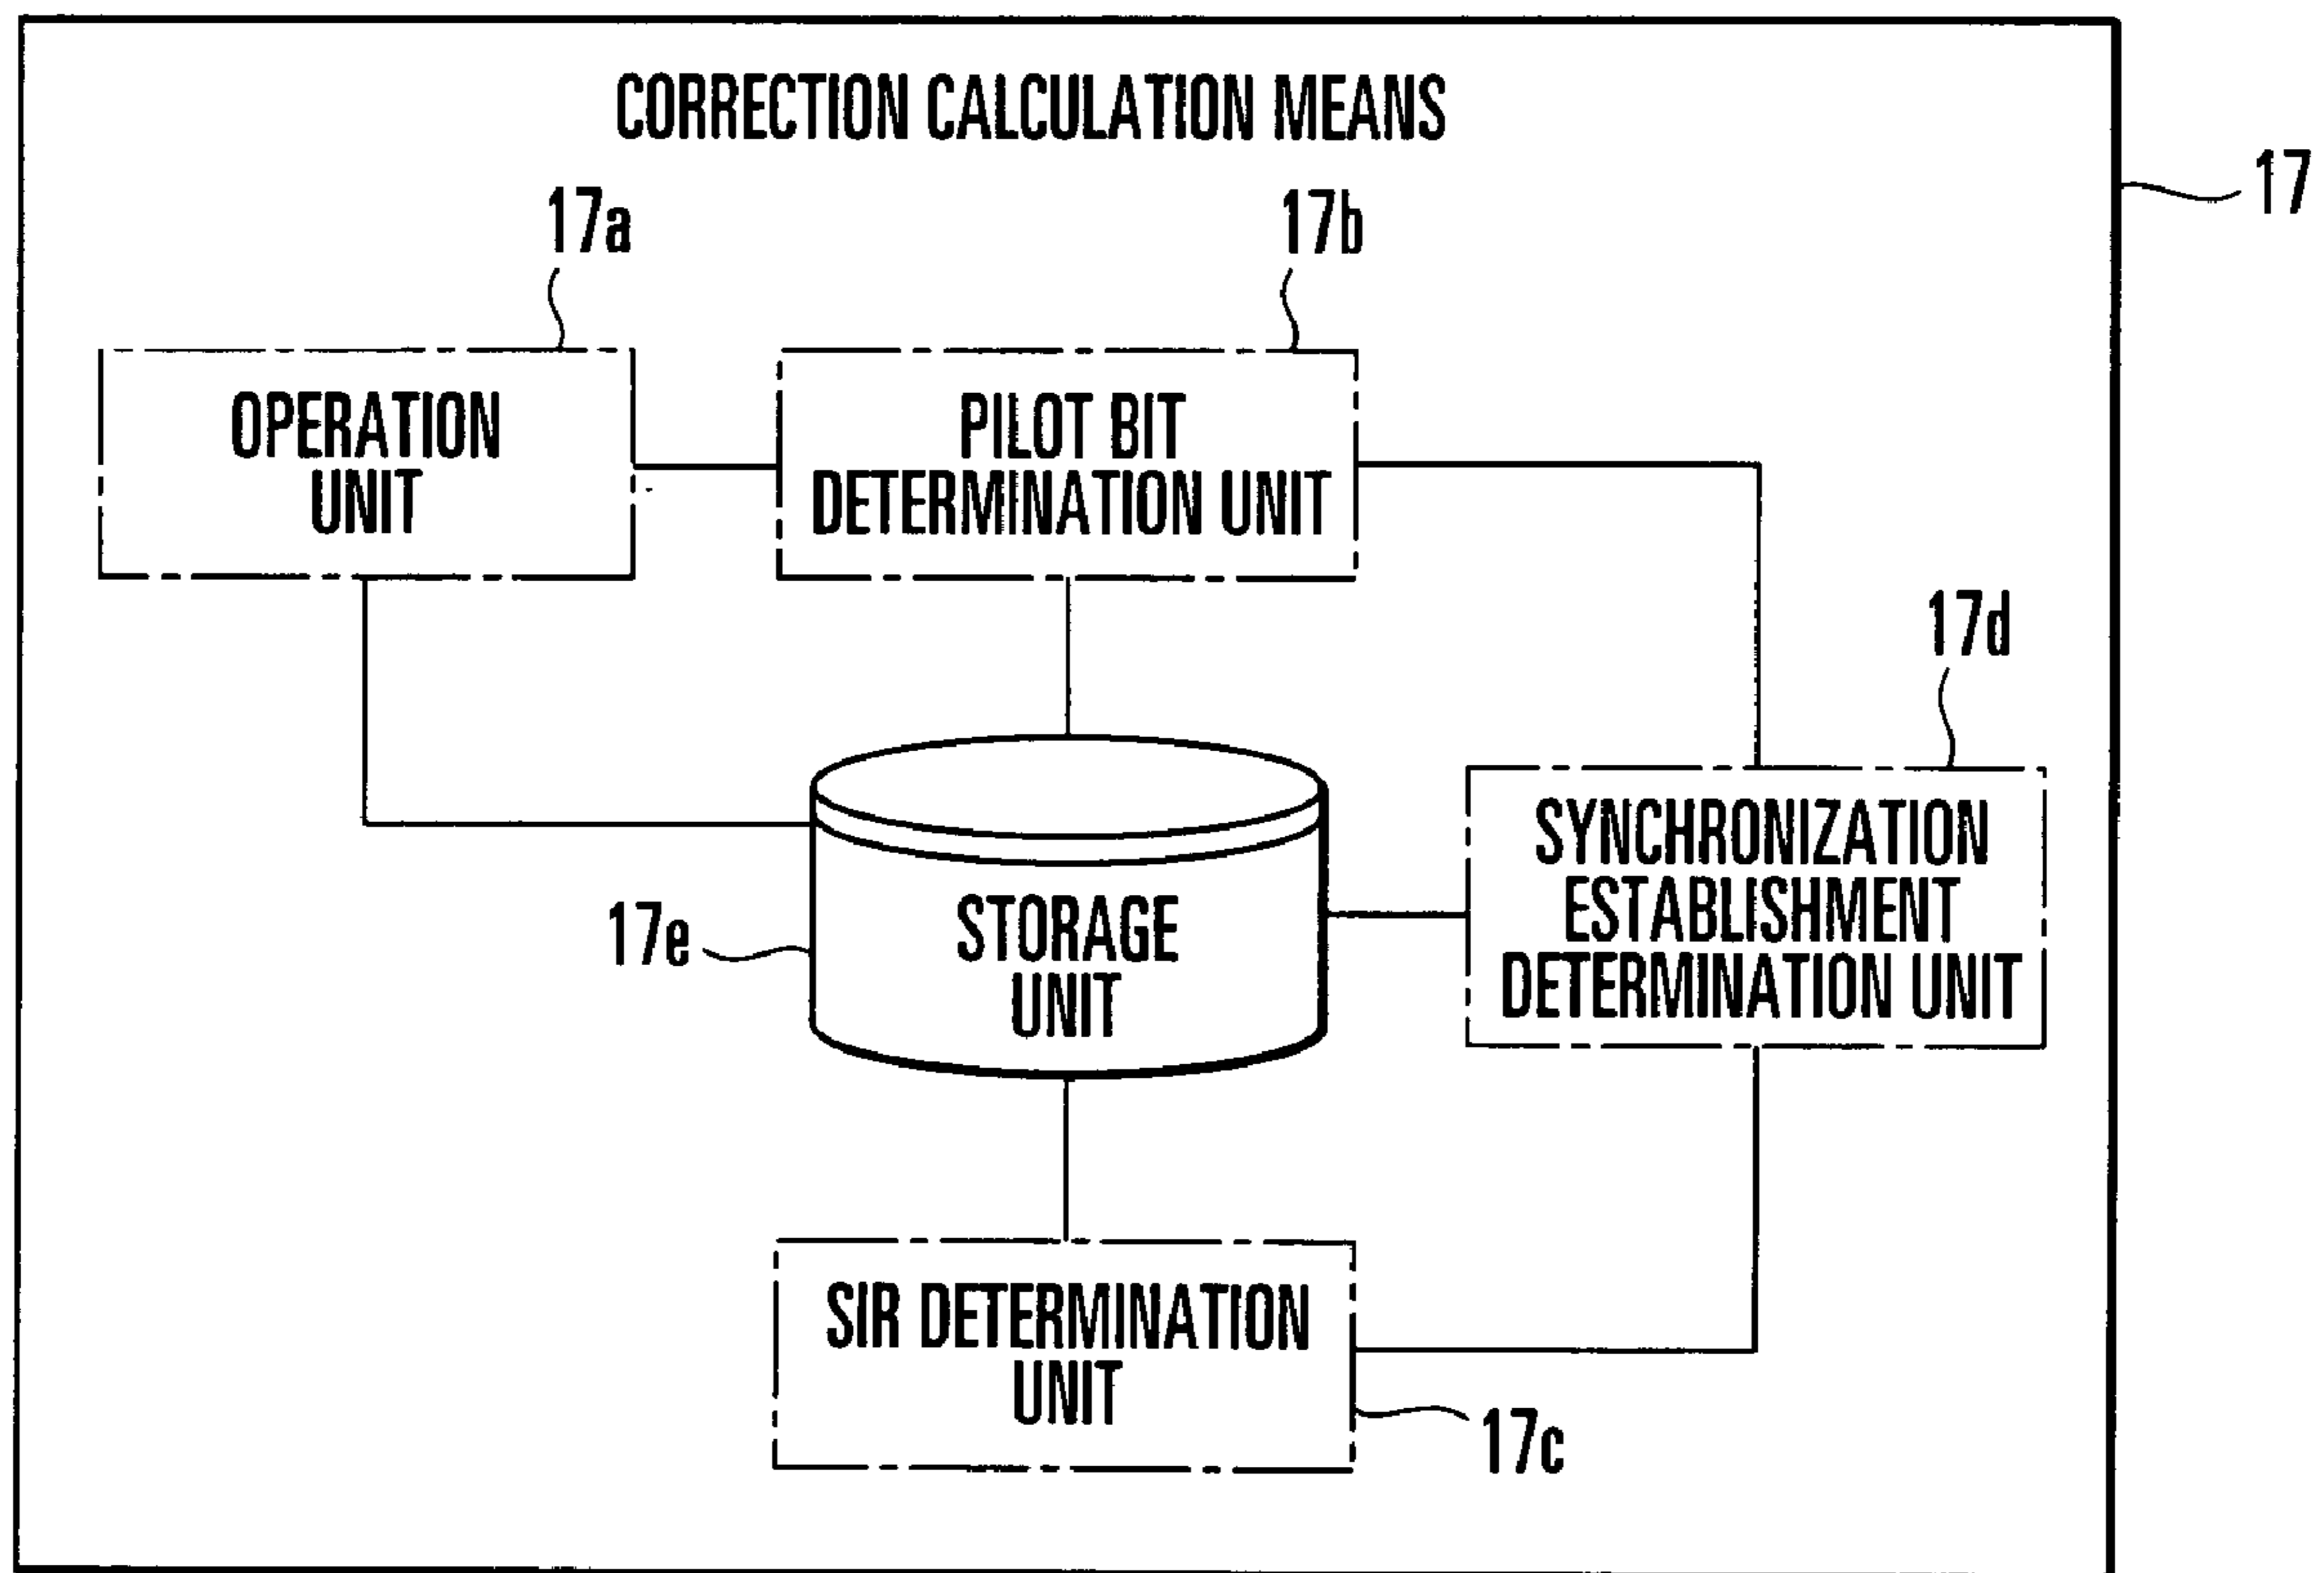 CORRECTION CALCULATION MEANS
17
17a
17b
OPERATION
UNIT
PILOT BIT
DETERMINATION UNIT
17d
SYNCHRONIZATION
ESTABLISHMENT
DETERMINATION UNIT
17e
STORAGE
UNIT
SIR DETERMINATION
UNIT
17c